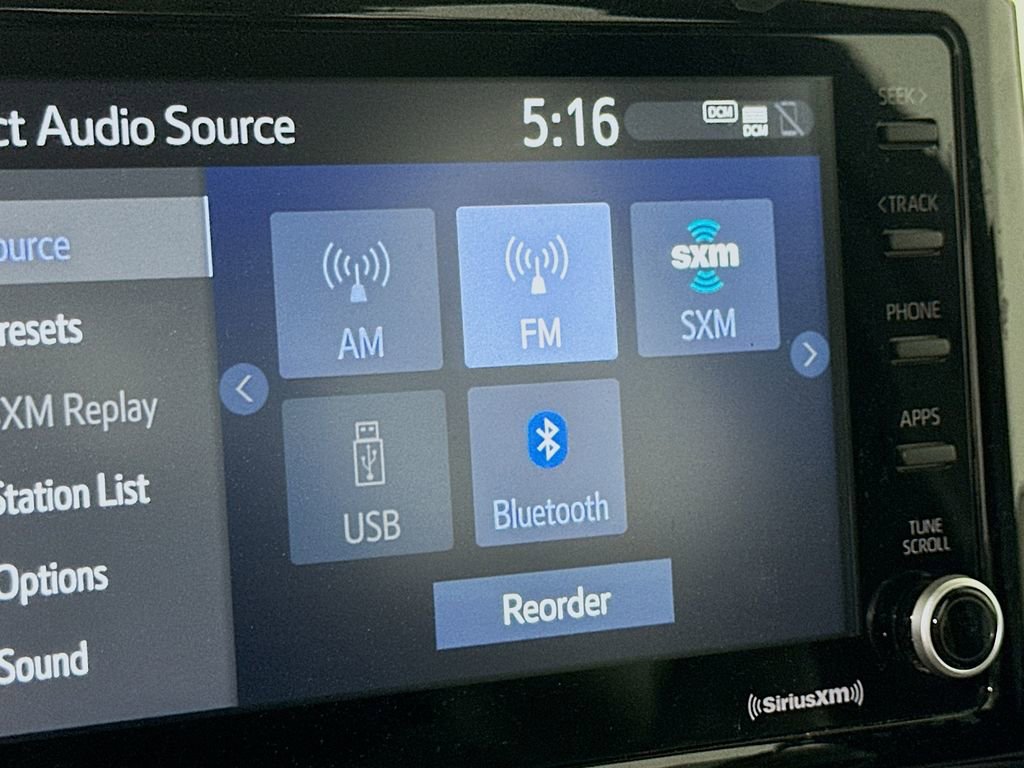 ct Audio Source
5:16
DCM
DCM
ource
resets
XM Replay
Station List
Options
Sound
AM
FM
sxm
SXM
USB
Bluetooth
Reorder
SEEK>
<TRACK
PHONE
APPS
TUNE
SCROLL
((SiriusXM))